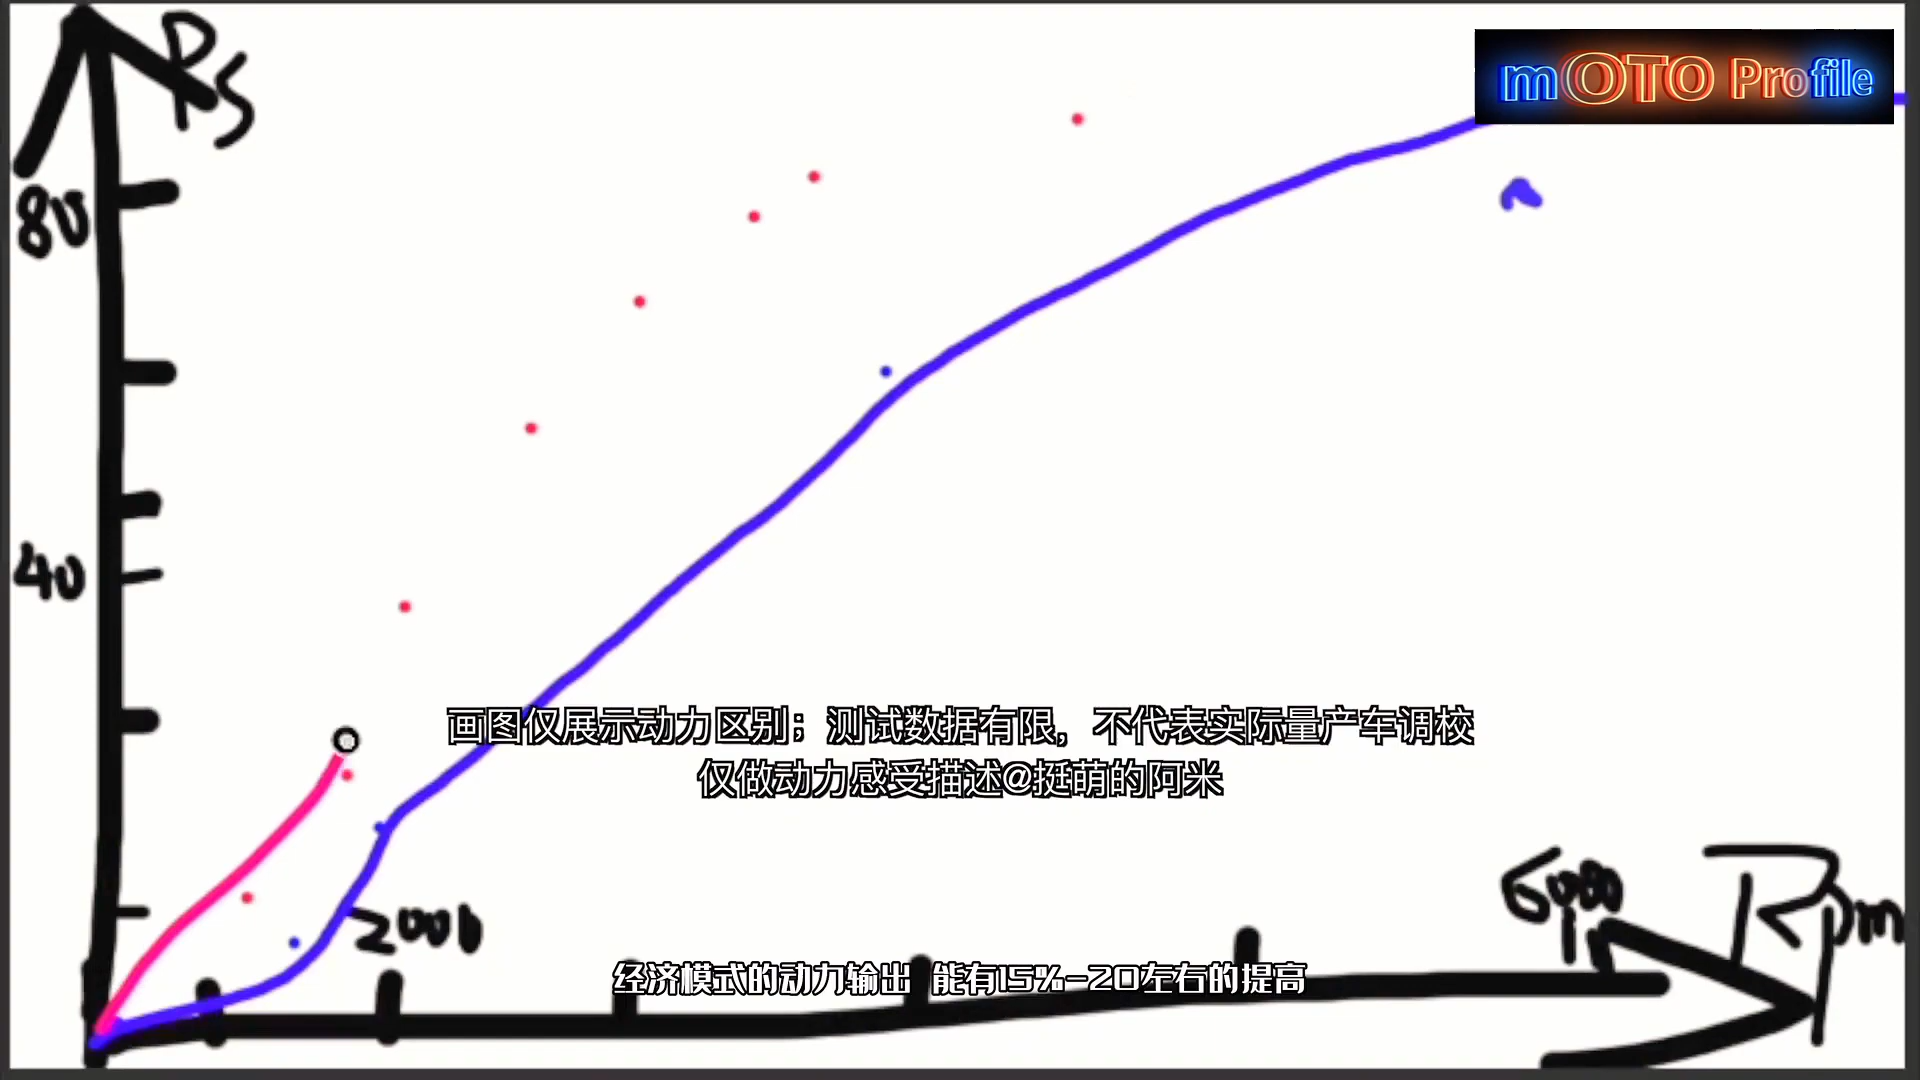 Ps
mOTO Profile
80
40
画图仅展示动力区别；测试数据有限，不代表实际量产车调校
仅做动力感受描述@挺萌的阿米
6000
Rpm
2000
经济模式的动力输出 能有15%-20左右的提高